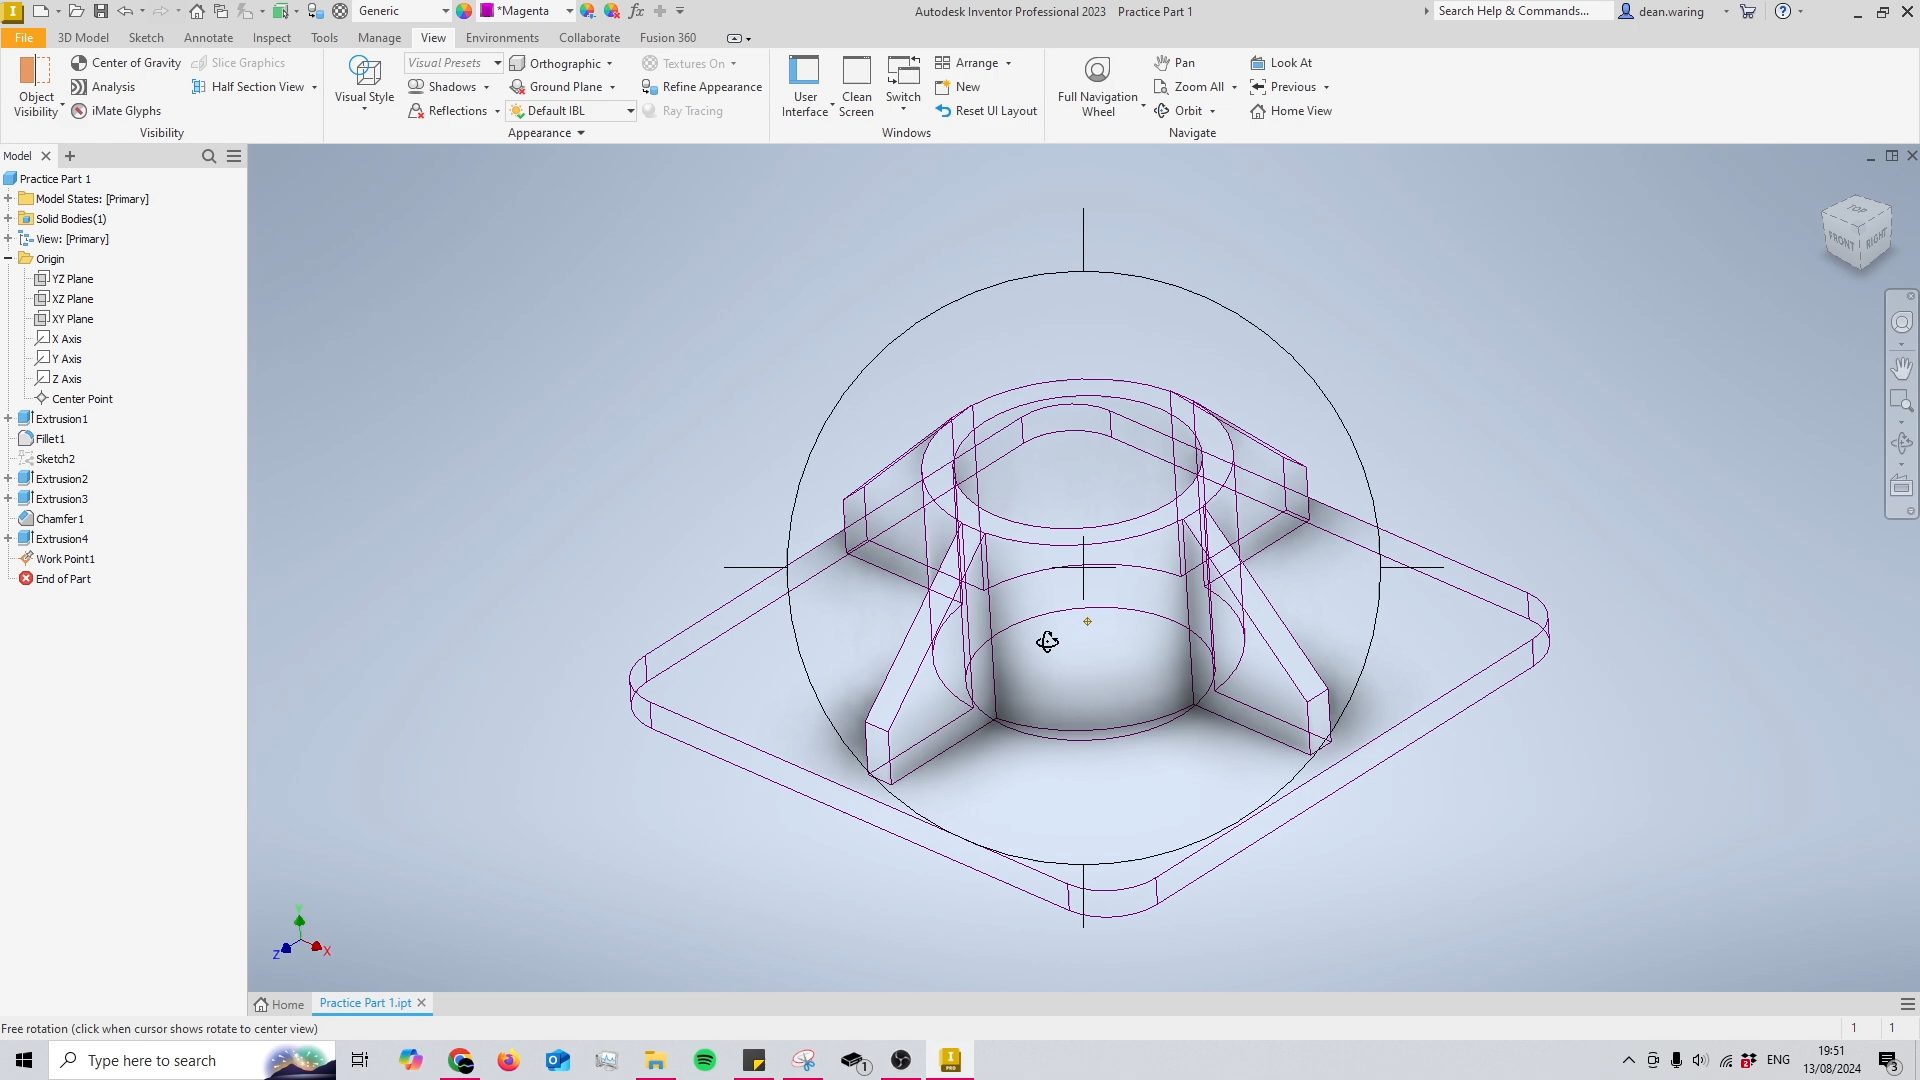 Generic
*Magenta
Autodesk Inventor Professional 2023 Practice Part 1
Search Help & Commands...
dean.waring
File
3D Model
Sketch
Annotate
Inspect
Tools
Manage
View
Environments
Collaborate
Fusion 360
Object
Visibility
Center of Gravity
Analysis
iMate Glyphs
Slice Graphics
Half Section View
Visibility
Visual Style
Visual Presets
Shadows
Reflections
Orthographic
Ground Plane
Default IBL
Textures On
Refine Appearance
Ray Tracing
Appearance
User
Interface
Clean
Screen
Switch
Arrange
New
Reset UI Layout
Windows
Full Navigation
Wheel
Pan
Zoom All
Orbit
Look At
Previous
Home View
Navigate
Model
Practice Part 1
Model States: [Primary]
Solid Bodies(1)
View: [Primary]
Origin
YZ Plane
XZ Plane
XY Plane
X Axis
Y Axis
Z Axis
Center Point
Extrusion1
Fillet1
Sketch2
Extrusion2
Extrusion3
Chamfer1
Extrusion4
Work Point1
End of Part
TOP
FRONT
RIGHT
Y
Z
X
Home
Practice Part 1.ipt
Free rotation (click when cursor shows rotate to center view)
1
1
Type here to search
PRO
1
2
ENG
19:51
13/08/2024
3